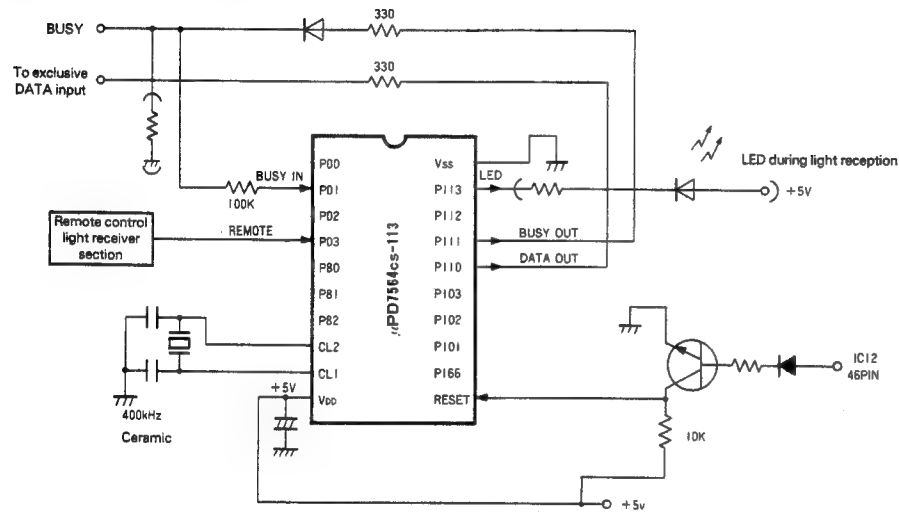 BUSY
330
To exclusive
DATA input
330
BUSY IN
100K
Remote control
light receiver
section
REMOTE
P00
P01
P02
P03
P80
P81
P82
CL2
CL1
VDD
μPD7564cs-113
Vss
P113
P112
P111
P110
P103
P102
P101
P166
RESET
LED
LED during light reception
+5V
BUSY OUT
DATA OUT
IC12
46PIN
10K
+5v
+5V
400kHz
Ceramic